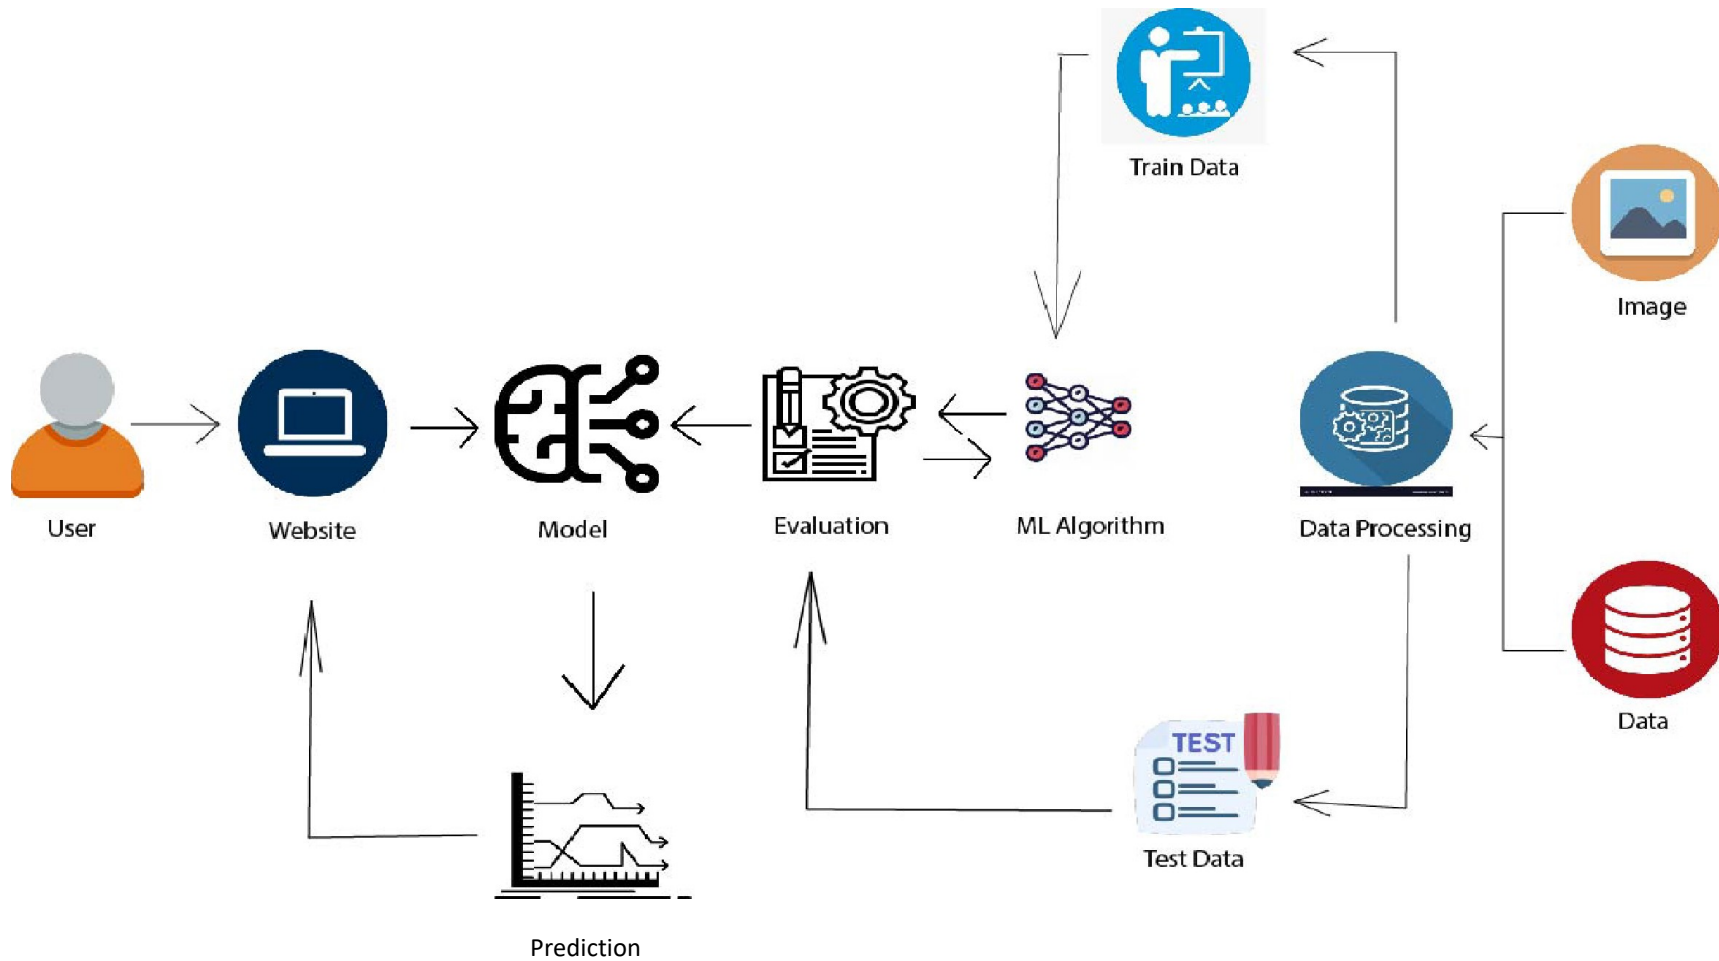 Train Data
Image
User
Website
Model
Evaluation
ML Algorithm
Data Processing
Data
TEST
Test Data
Prediction